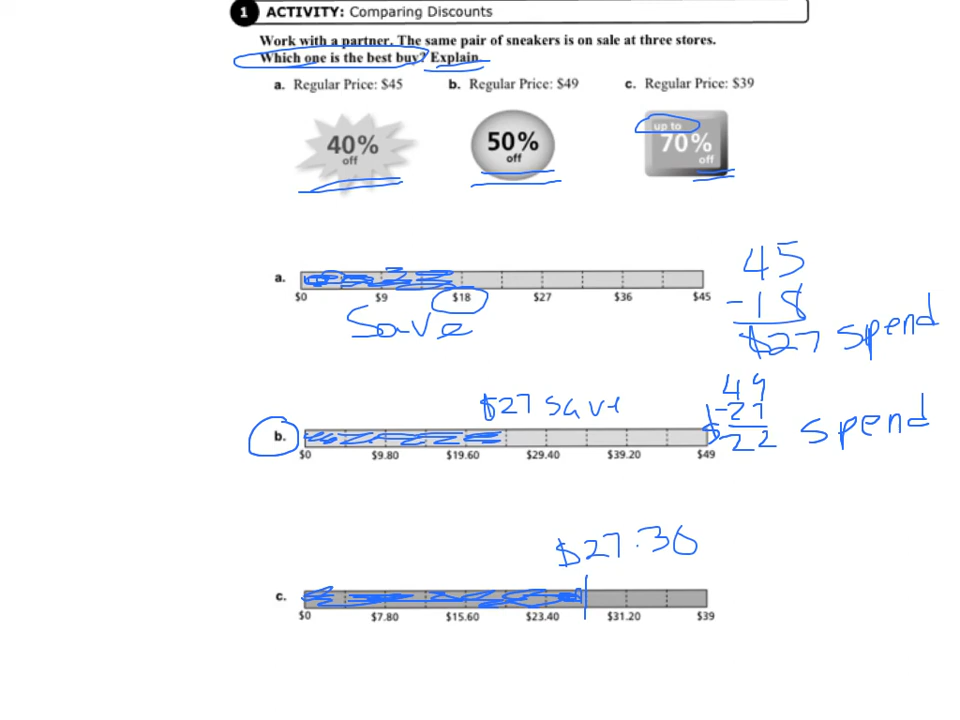 1 ACTIVITY: Comparing Discounts
Work with a partner. The same pair of sneakers is on sale at three stores.
Which one is the best buy? Explain.
a. Regular Price: $45 b. Regular Price: $49 c. Regular Price: $39
40% off
50% off
up to 70% off
a.
$0 $9 $18 $27 $36 $45
Save
45
-18
$27 spend
$27 save
49
-27
$22 spend
b.
$0 $9.80 $19.60 $29.40 $39.20 $49
$27.30
c.
$0 $7.80 $15.60 $23.40 $31.20 $39